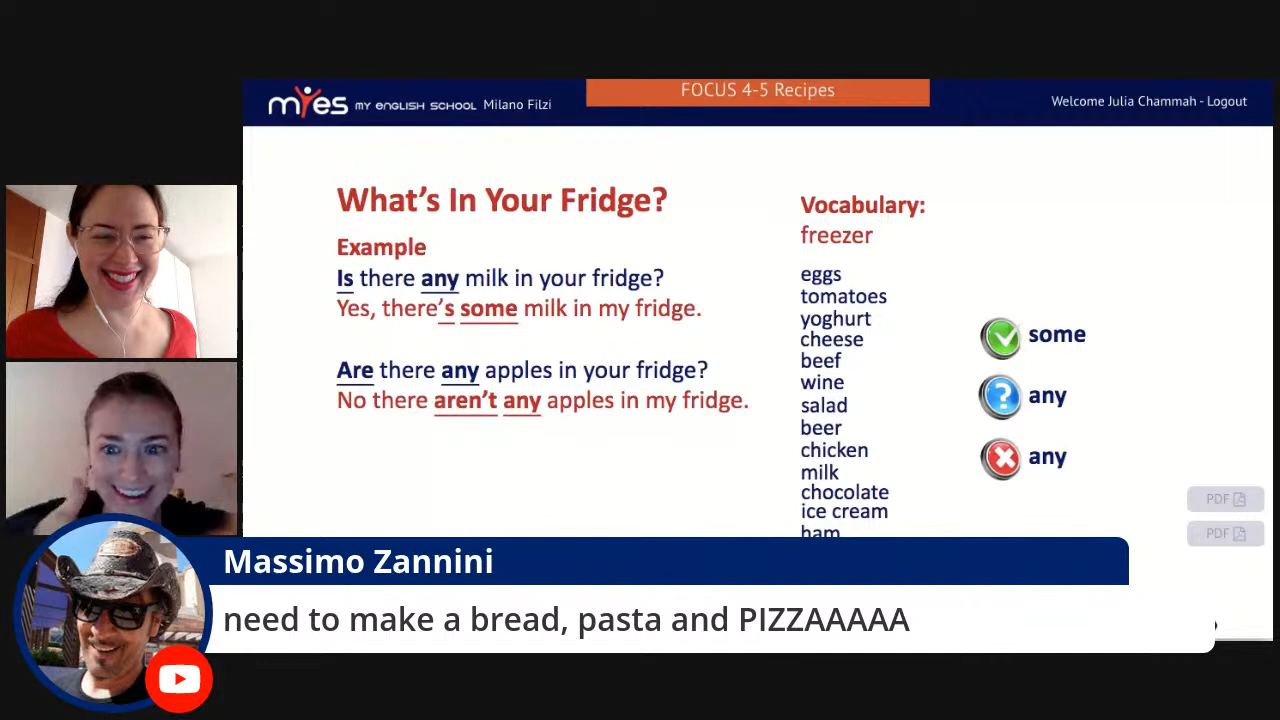 FOCUS 4-5 Recipes
myes MY ENGLISH SCHOOL Milano Filzi
Welcome Julia Chammah - Logout
What's In Your Fridge?
Example
Is there any milk in your fridge?
Yes, there's some milk in my fridge.
Are there any apples in your fridge?
No there aren't any apples in my fridge.
Vocabulary:
freezer
eggs
tomatoes
yoghurt
cheese
beef
wine
salad
beer
chicken
milk
chocolate
ice cream
ham
some
any
any
PDF
PDF
Massimo Zannini
need to make a bread, pasta and PIZZAAAAA